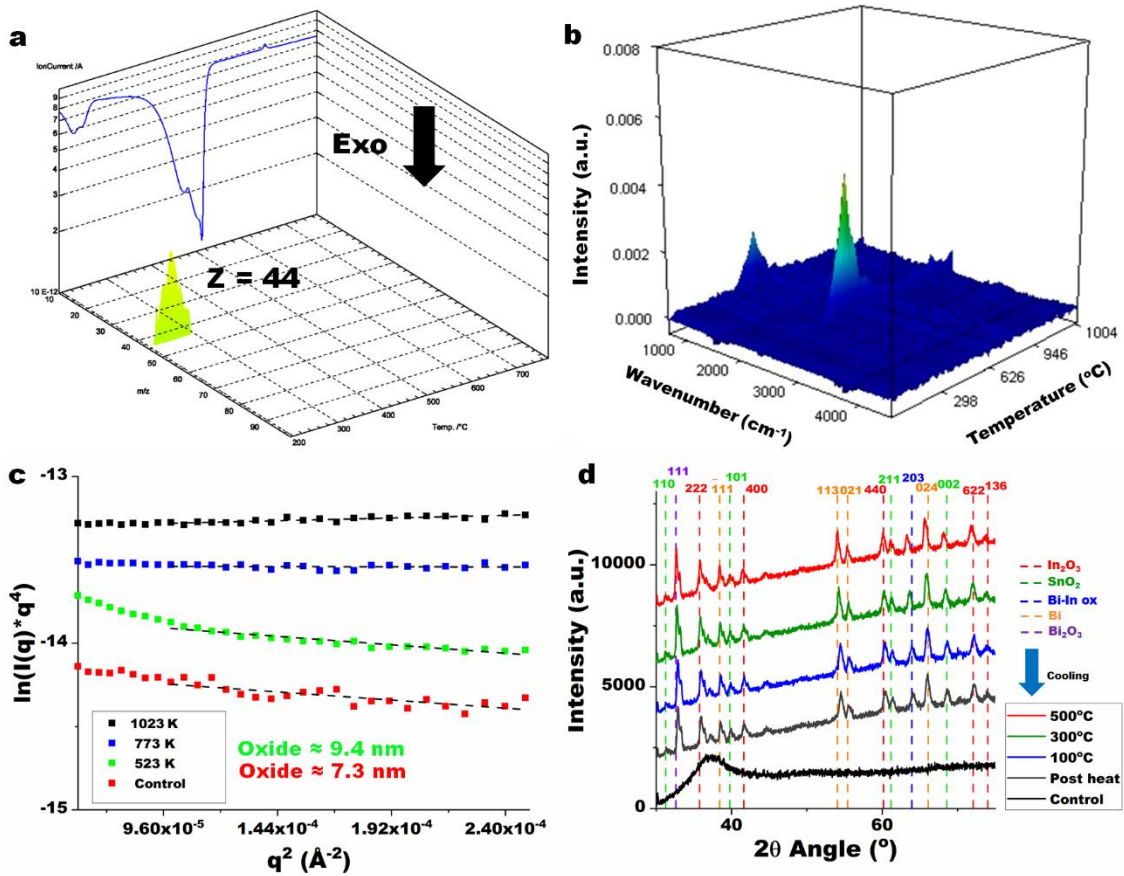 a
IonCurrent /A
9
8
7
6
5
4
3
2
10 E-12
Exo
Z = 44
10
20
30
40
50
60
70
80
90
m/z
200
300
400
500
600
700
Temp. /°C
b
0.008
0.006
0.004
0.002
0.000
Intensity (a.u.)
1000
2000
3000
4000
Wavenumber (cm-1)
298
626
946
1004
Temperature (°C)
c
-13
-14
-15
ln(I(q)*q4)
1023 K
773 K
523 K
Control
Oxide ≈ 9.4 nm
Oxide ≈ 7.3 nm
9.60x10-5
1.44x10-4
1.92x10-4
2.40x10-4
q2 (Å-2)
d
110
111
222
111
101
400
113
021
440
211
203
024
002
622
136
10000
5000
0
Intensity (a.u.)
40
60
2θ Angle (°)
In2O3
SnO2
Bi-In ox
Bi
Bi2O3
Cooling
500°C
300°C
100°C
Post heat
Control